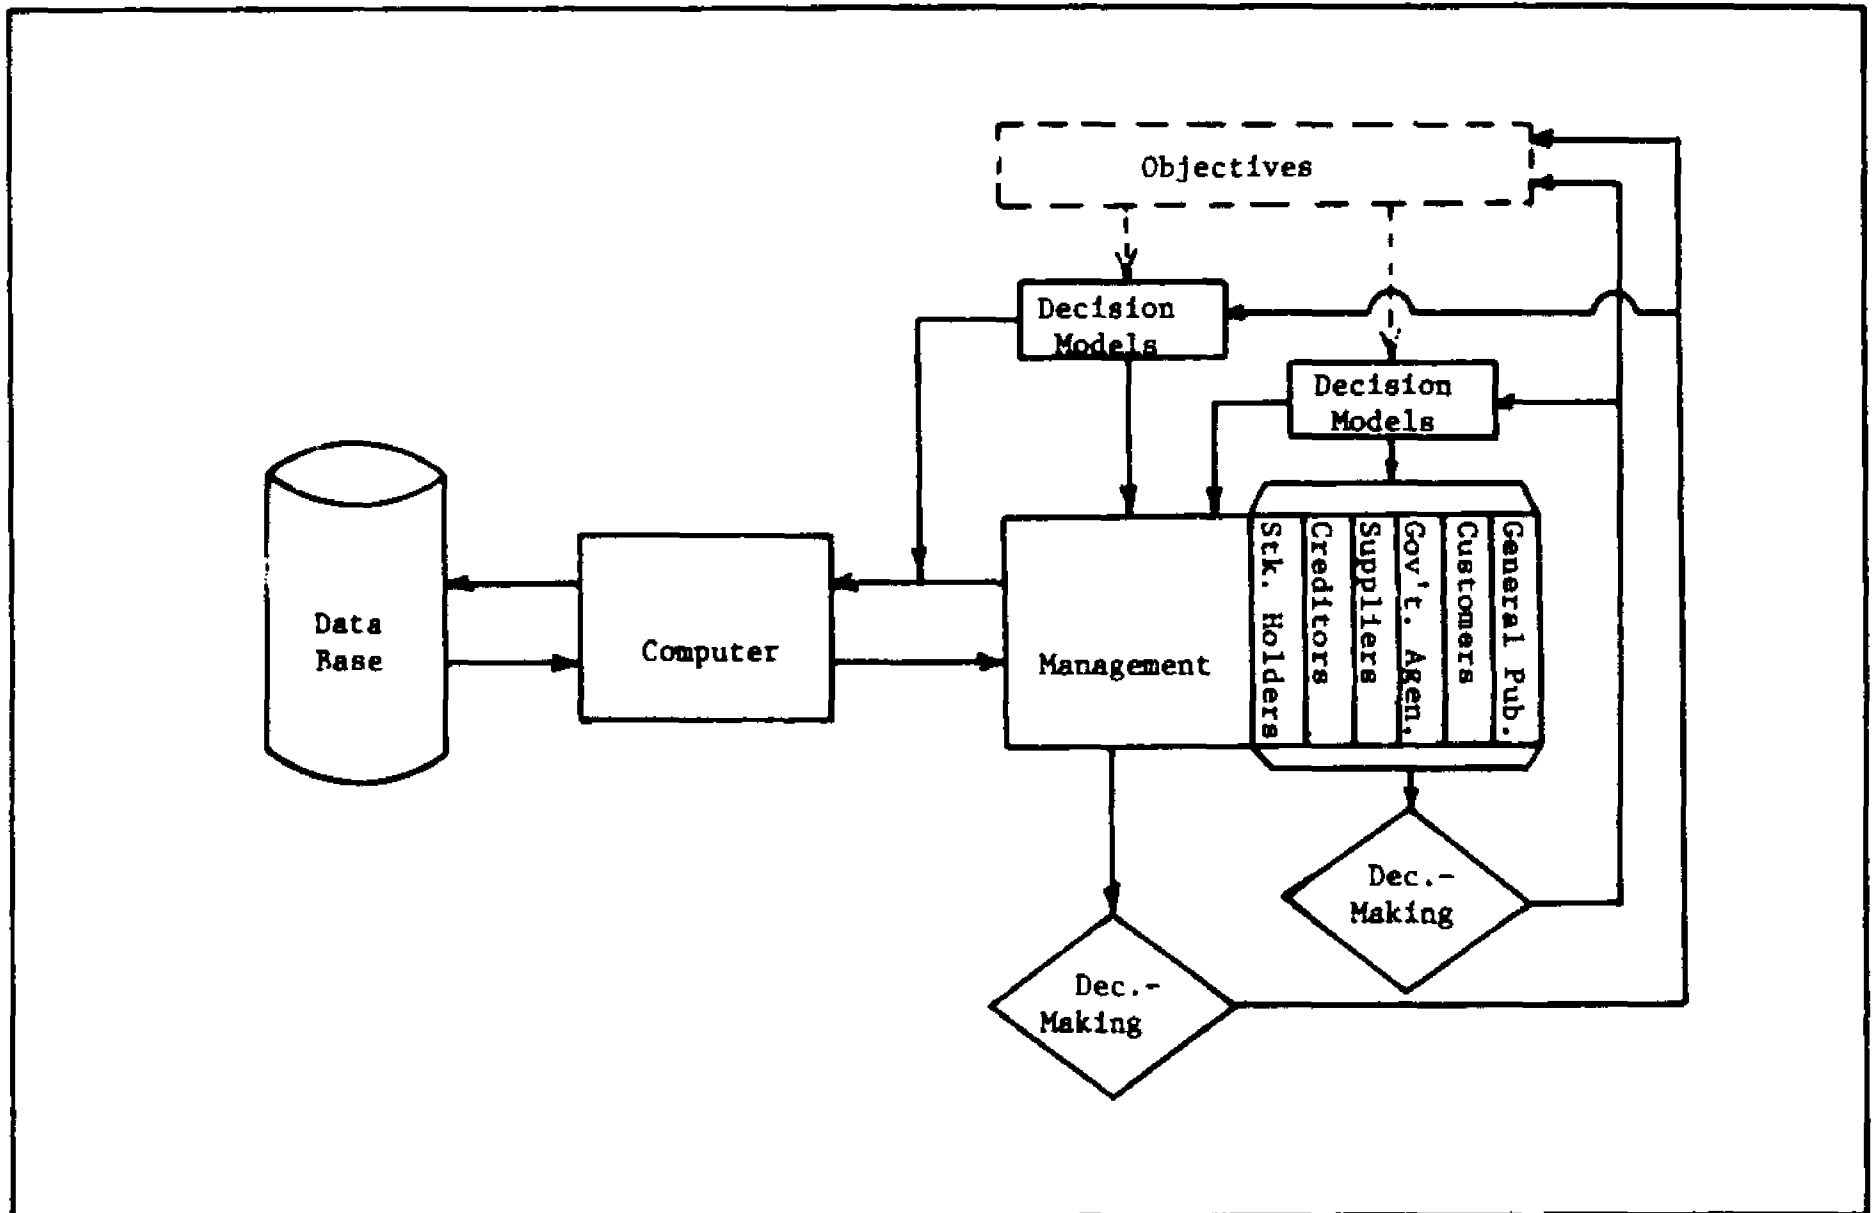 Objectives
Decision
Models
Decision
Models
Data
Base
Computer
Management
Stk. Holders
Creditors
Suppliers
Gov't. Agen.
Customers
General Pub.
Dec.-
Making
Dec.-
Making